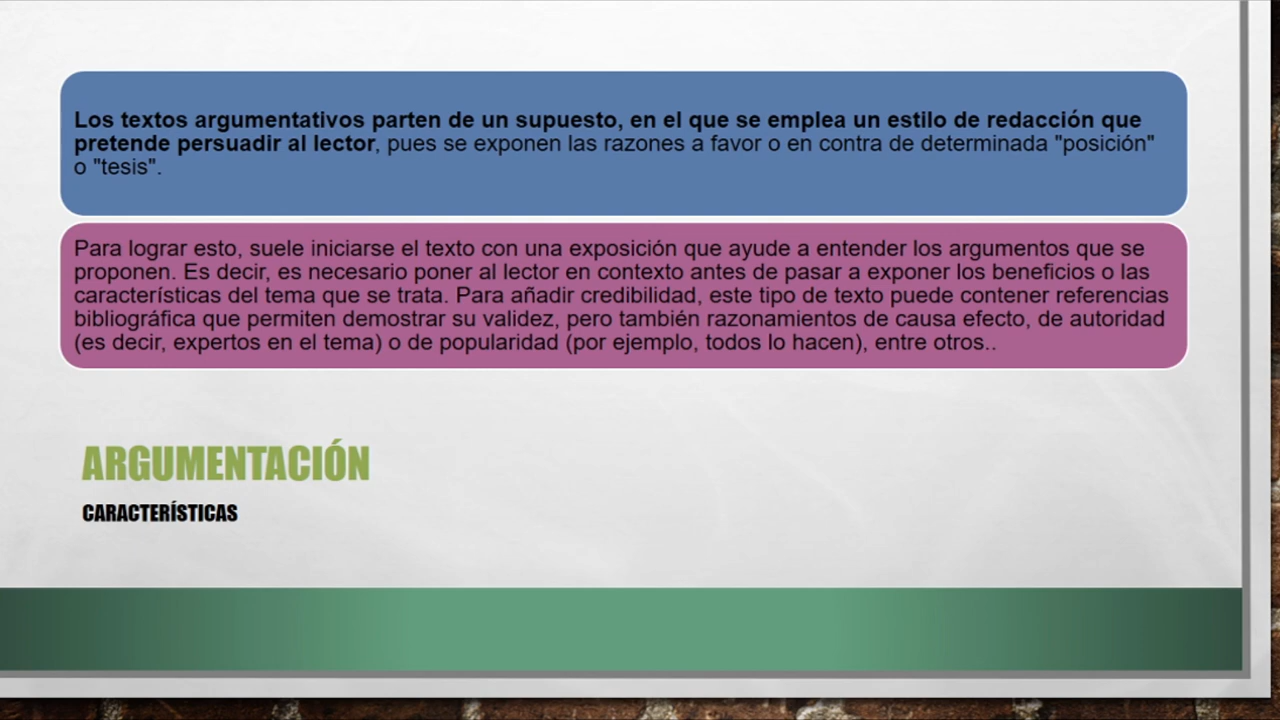 Los textos argumentativos parten de un supuesto, en el que se emplea un estilo de redacción que
pretende persuadir al lector, pues se exponen las razones a favor o en contra de determinada "posición"
o "tesis".
Para lograr esto, suele iniciarse el texto con una exposición que ayude a entender los argumentos que se
proponen. Es decir, es necesario poner al lector en contexto antes de pasar a exponer los beneficios o las
características del tema que se trata. Para añadir credibilidad, este tipo de texto puede contener referencias
bibliográfica que permiten demostrar su validez, pero también razonamientos de causa efecto, de autoridad
(es decir, expertos en el tema) o de popularidad (por ejemplo, todos lo hacen), entre otros..
ARGUMENTACIÓN
CARACTERÍSTICAS